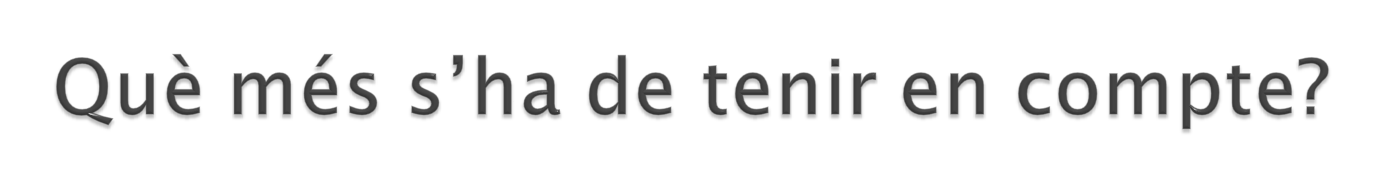 Què més s’ha de tenir en compte?